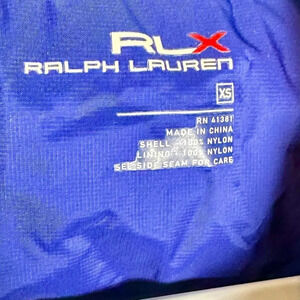 RLX
RALPH LAUREN
XS
RN 41381
MADE IN CHINA
SHELL - 100% NYLON
LINING - 100% NYLON
SEE SIDE SEAM FOR CARE